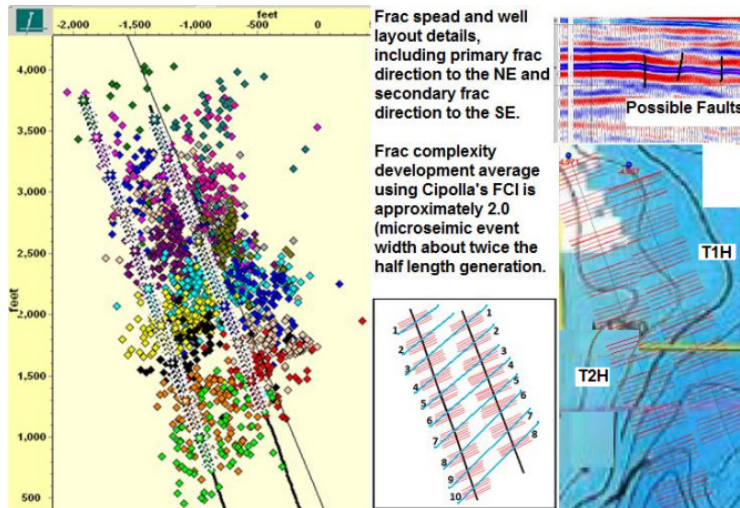 feet
-2,000
-1,500
-1,000
-500
0
4,000
3,500
3,000
2,500
feet
2,000
1,500
1,000
500
Frac spead and well
layout details,
including primary frac
direction to the NE and
secondary frac
direction to the SE.
Frac complexity
development average
using Cipolla's FCI is
approximately 2.0
(microseimic event
width about twice the
half length generation.
1
2
3
4
5
6
7
8
9
10
1
2
3
4
5
6
7
8
Possible Faults
T1H
T2H